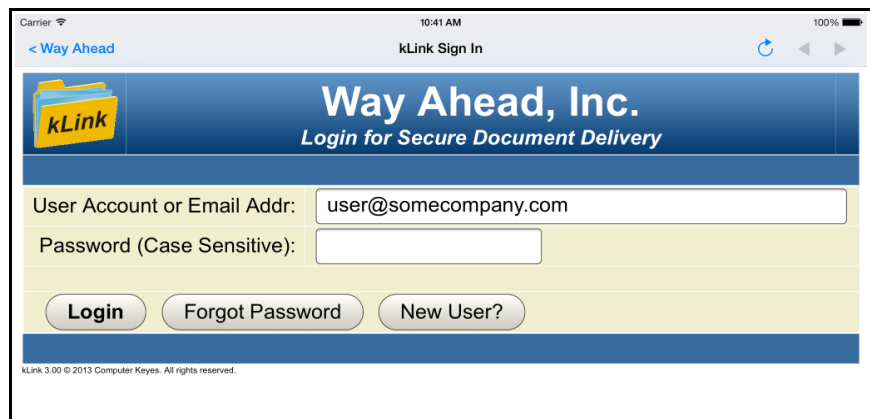 Carrier 10:41 AM 100%
< Way Ahead kLink Sign In
kLink
Way Ahead, Inc.
Login for Secure Document Delivery
User Account or Email Addr: user@somecompany.com
Password (Case Sensitive):
Login Forgot Password New User?
kLink 3.00 © 2013 Computer Keyes. All rights reserved.